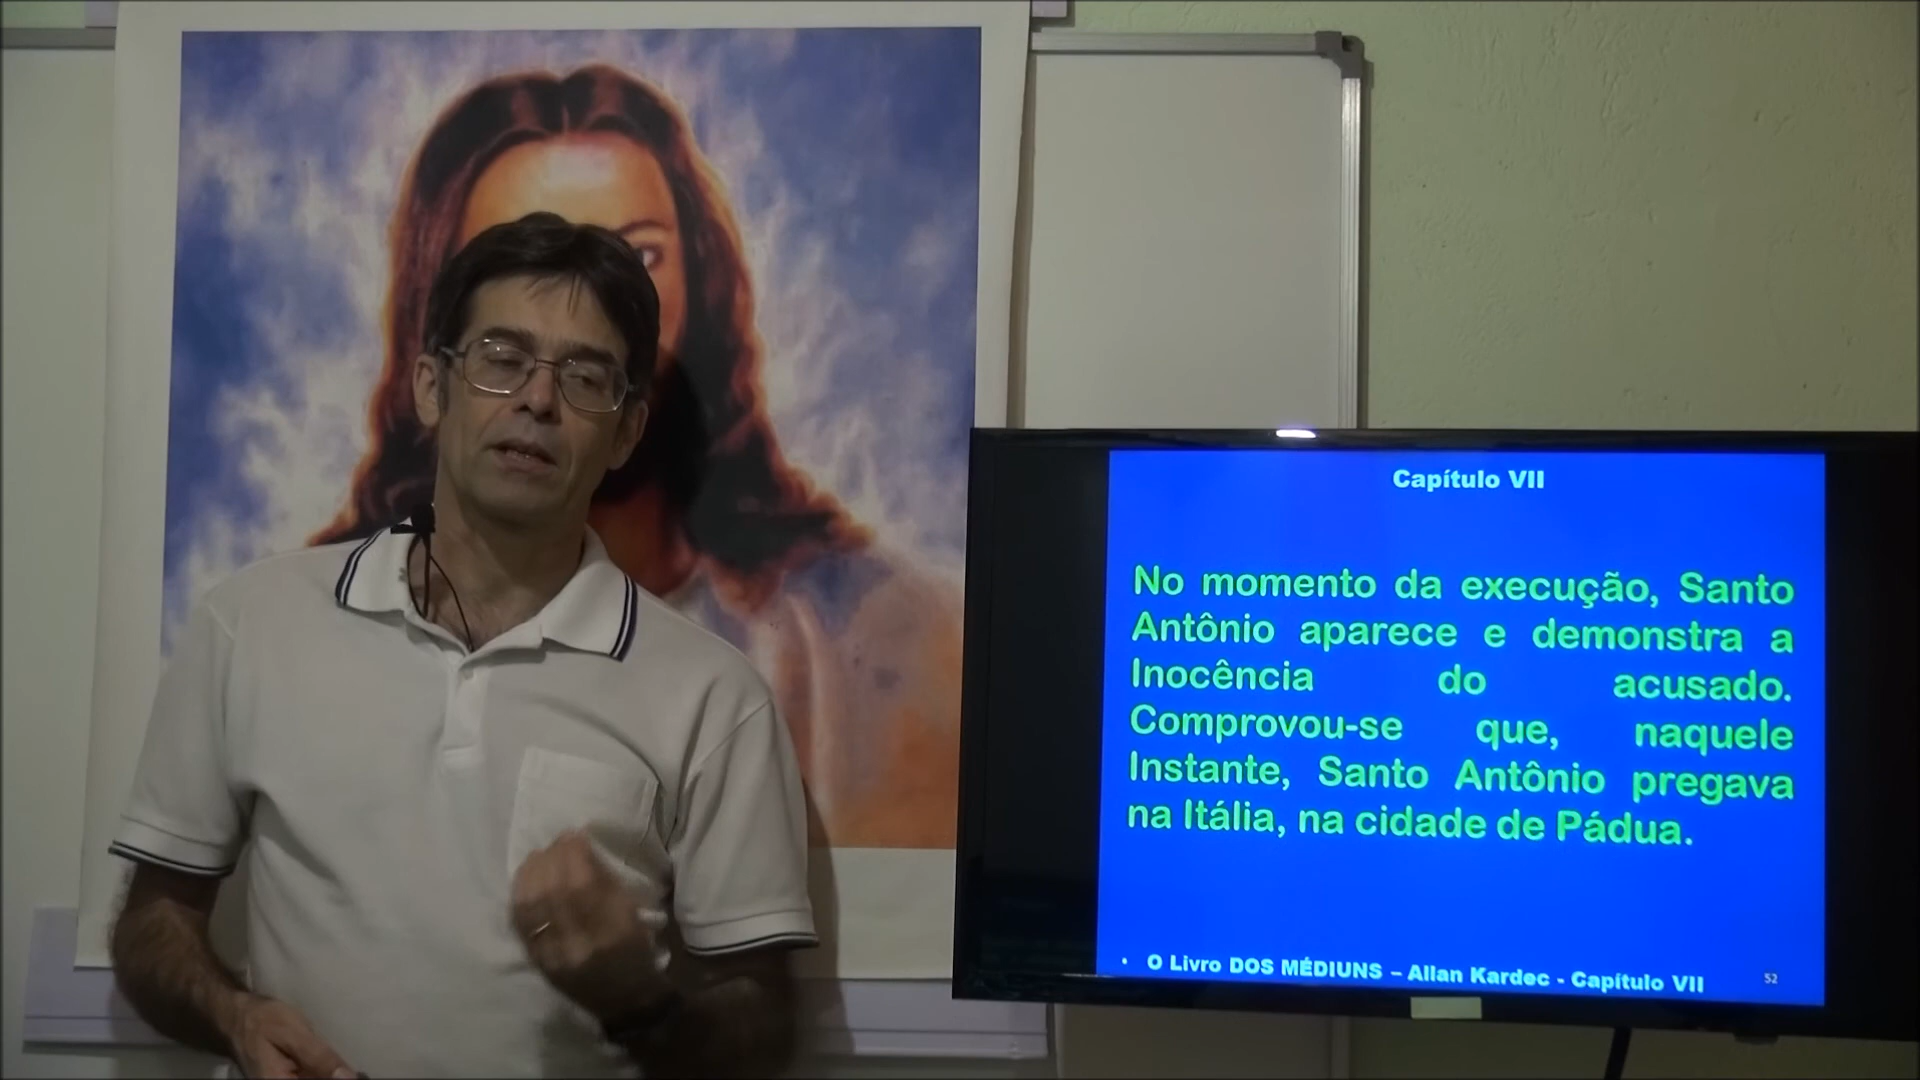 Capítulo VII
No momento da execução, Santo
Antônio aparece e demonstra a
Inocência do acusado.
Comprovou-se que, naquele
Instante, Santo Antônio pregava
na Itália, na cidade de Pádua.
• O Livro DOS MÉDIUNS – Allan Kardec - Capítulo VII
52